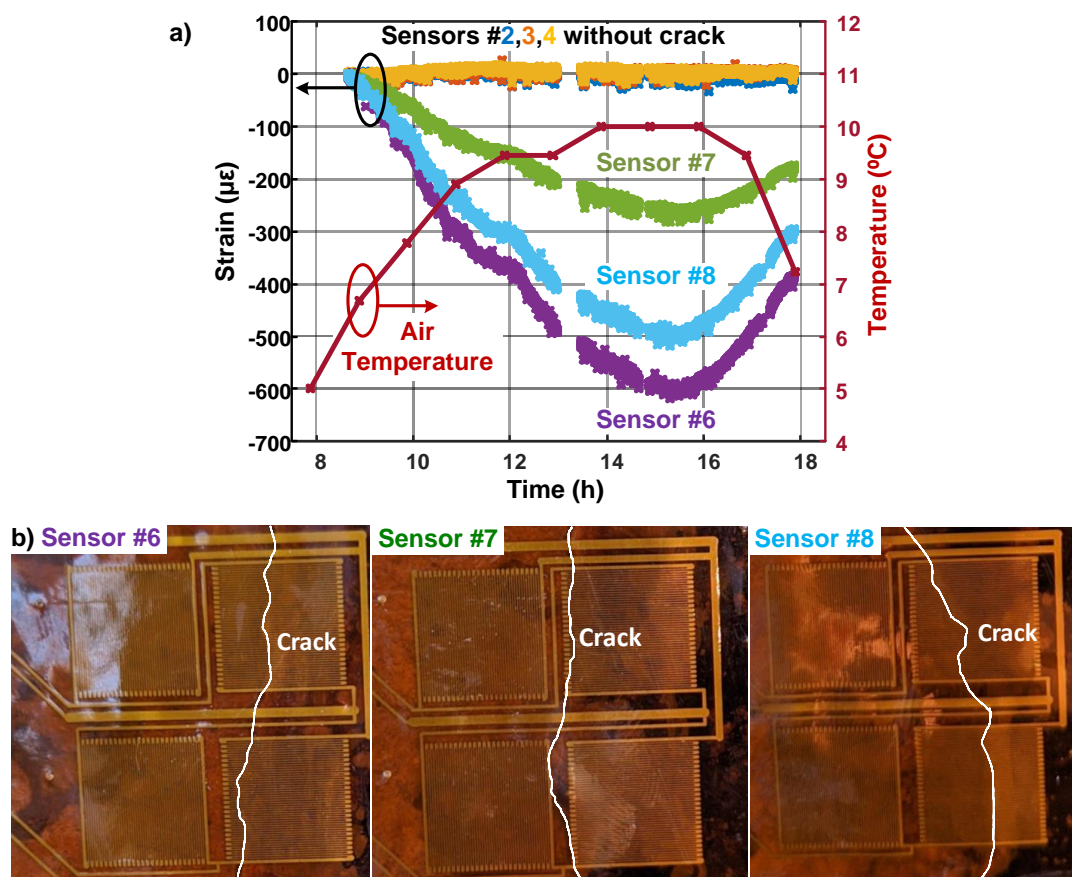 a)
Sensors #2,3,4 without crack
100
0
-100
-200
-300
-400
-500
-600
-700
Strain (µε)
12
11
10
9
8
7
6
5
4
Temperature (ºC)
Sensor #7
Sensor #8
Sensor #6
Air
Temperature
8 10 12 14 16 18
Time (h)
b) Sensor #6
Sensor #7
Sensor #8
Crack
Crack
Crack